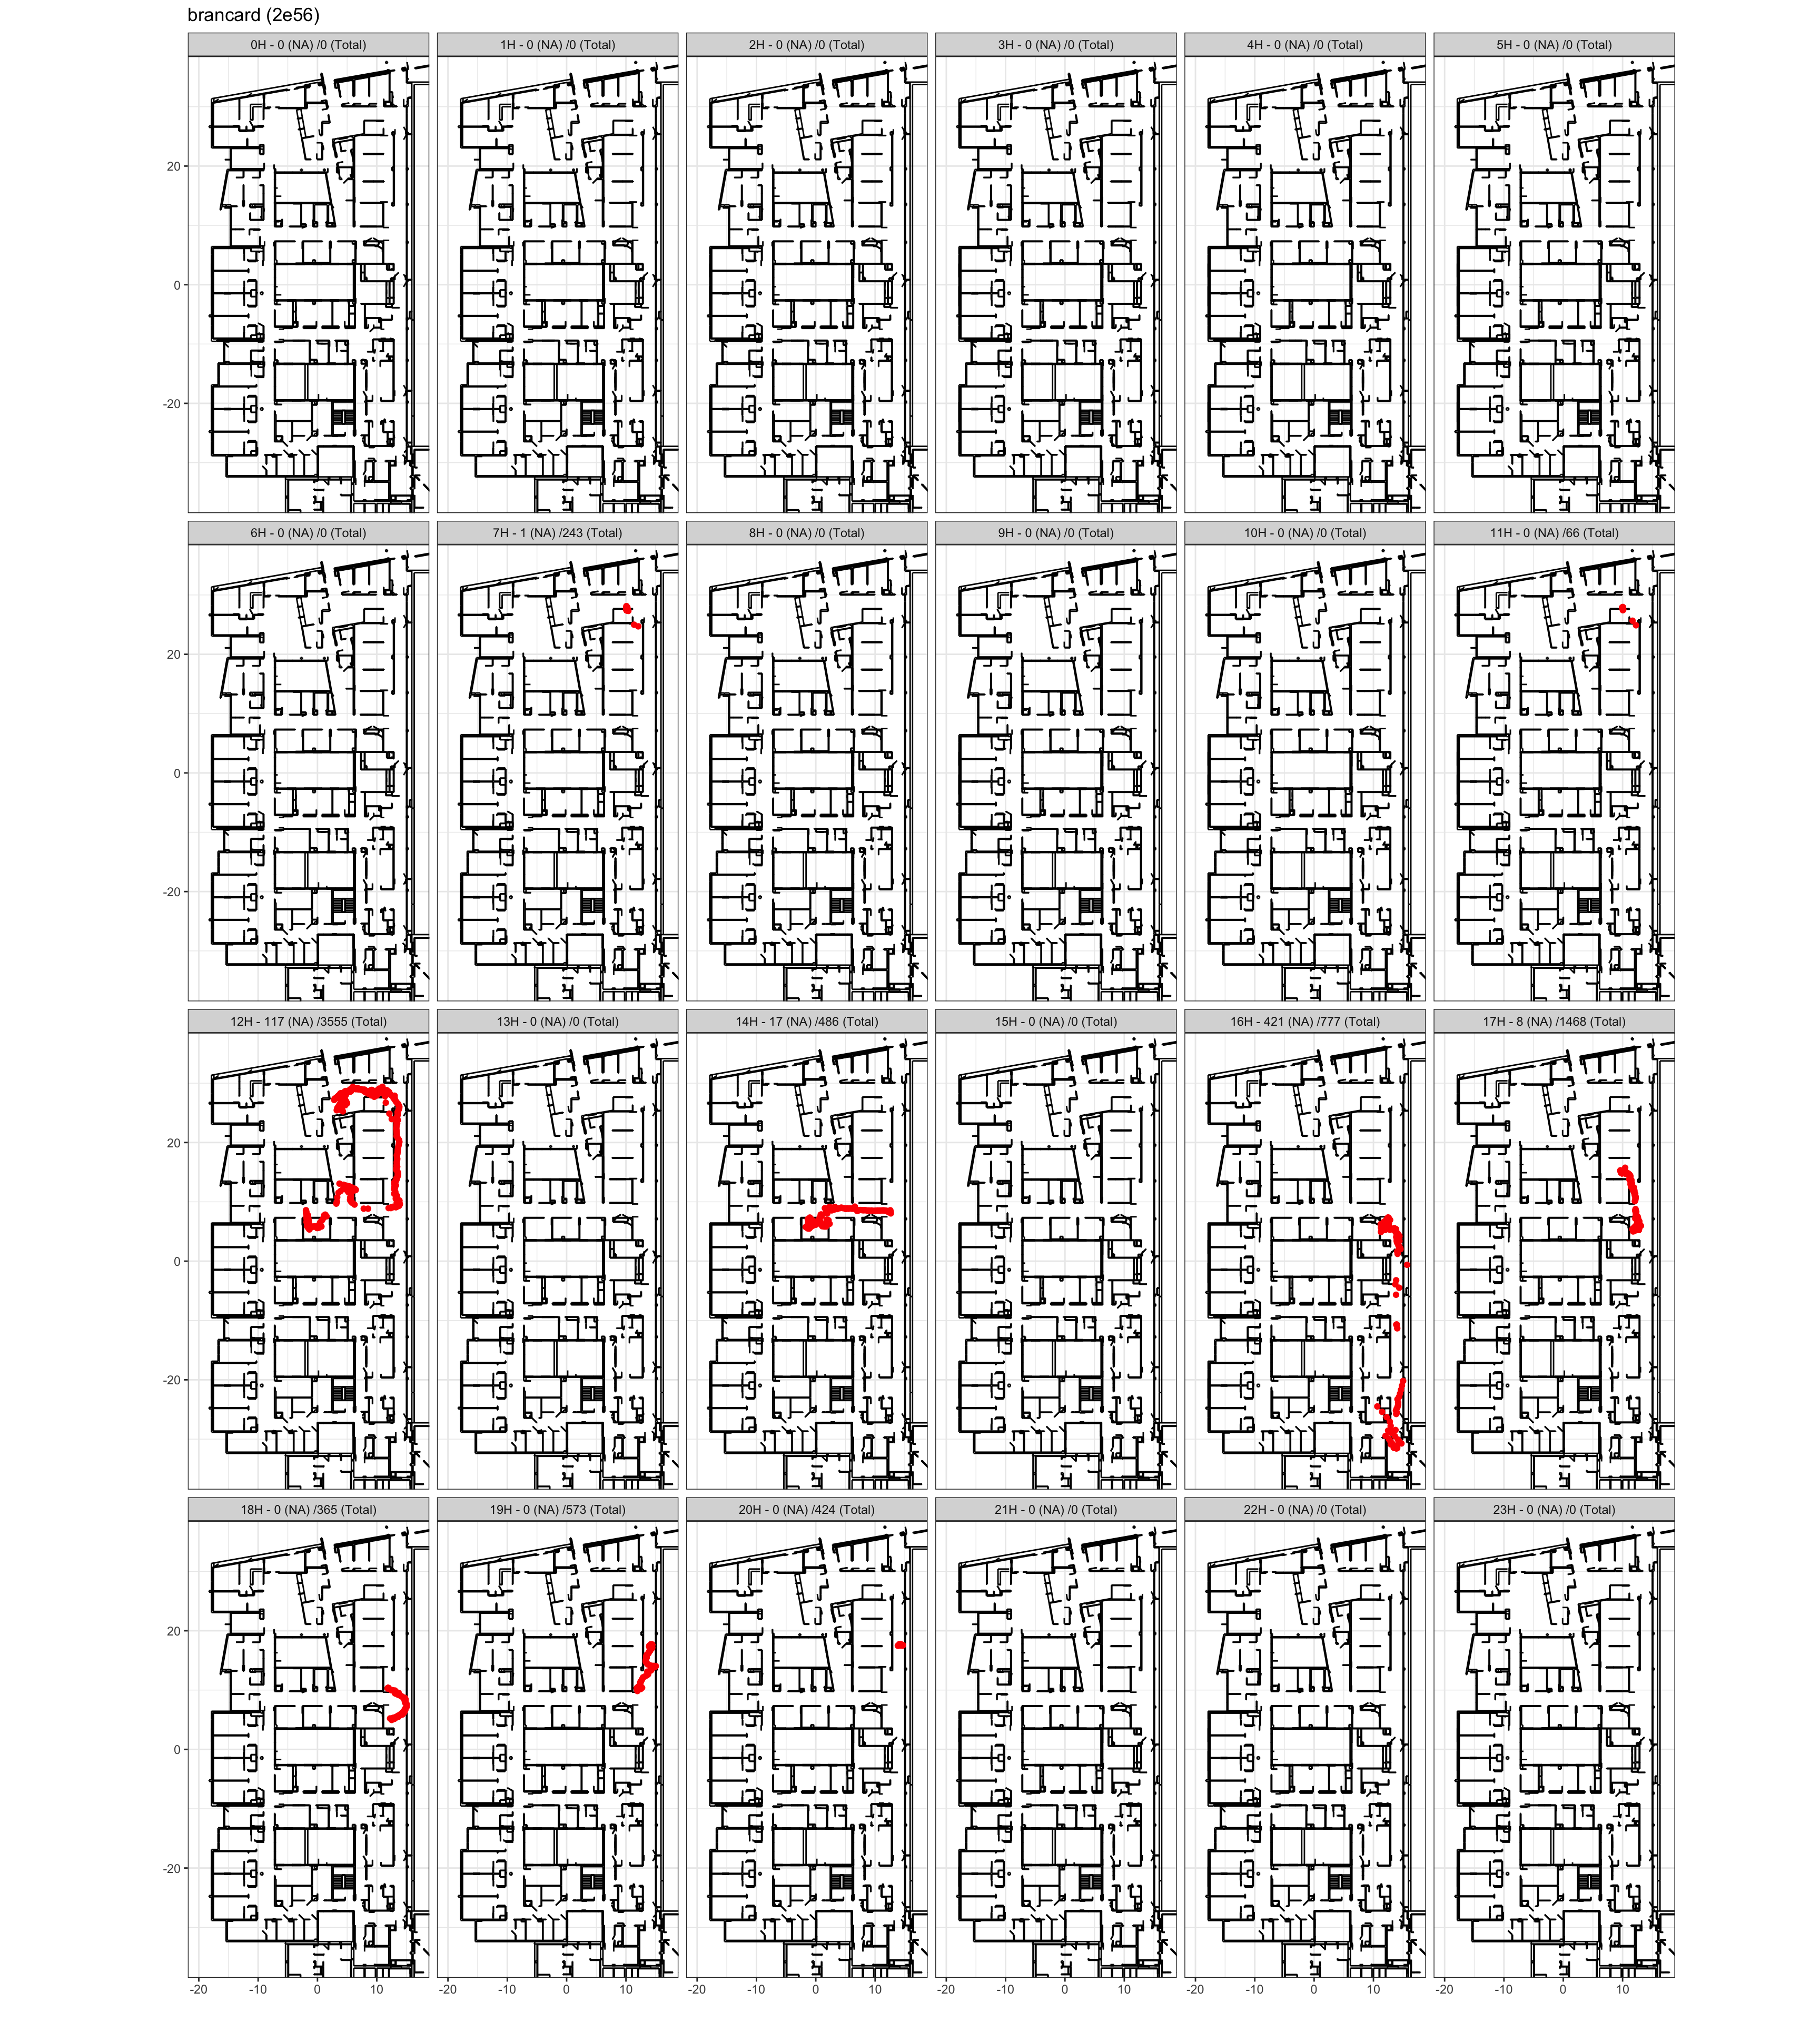 brancard (2e56)
0H - 0 (NA) /0 (Total) 1H - 0 (NA) /0 (Total) 2H - 0 (NA) /0 (Total) 3H - 0 (NA) /0 (Total) 4H - 0 (NA) /0 (Total) 5H - 0 (NA) /0 (Total)
20
0
-20
6H - 0 (NA) /0 (Total) 7H - 1 (NA) /243 (Total) 8H - 0 (NA) /0 (Total) 9H - 0 (NA) /0 (Total) 10H - 0 (NA) /0 (Total) 11H - 0 (NA) /66 (Total)
20
0
-20
12H - 117 (NA) /3555 (Total) 13H - 0 (NA) /0 (Total) 14H - 17 (NA) /486 (Total) 15H - 0 (NA) /0 (Total) 16H - 421 (NA) /777 (Total) 17H - 8 (NA) /1468 (Total)
20
0
-20
18H - 0 (NA) /365 (Total) 19H - 0 (NA) /573 (Total) 20H - 0 (NA) /424 (Total) 21H - 0 (NA) /0 (Total) 22H - 0 (NA) /0 (Total) 23H - 0 (NA) /0 (Total)
20
0
-20
-20 -10 0 10 -20 -10 0 10 -20 -10 0 10 -20 -10 0 10 -20 -10 0 10 -20 -10 0 10